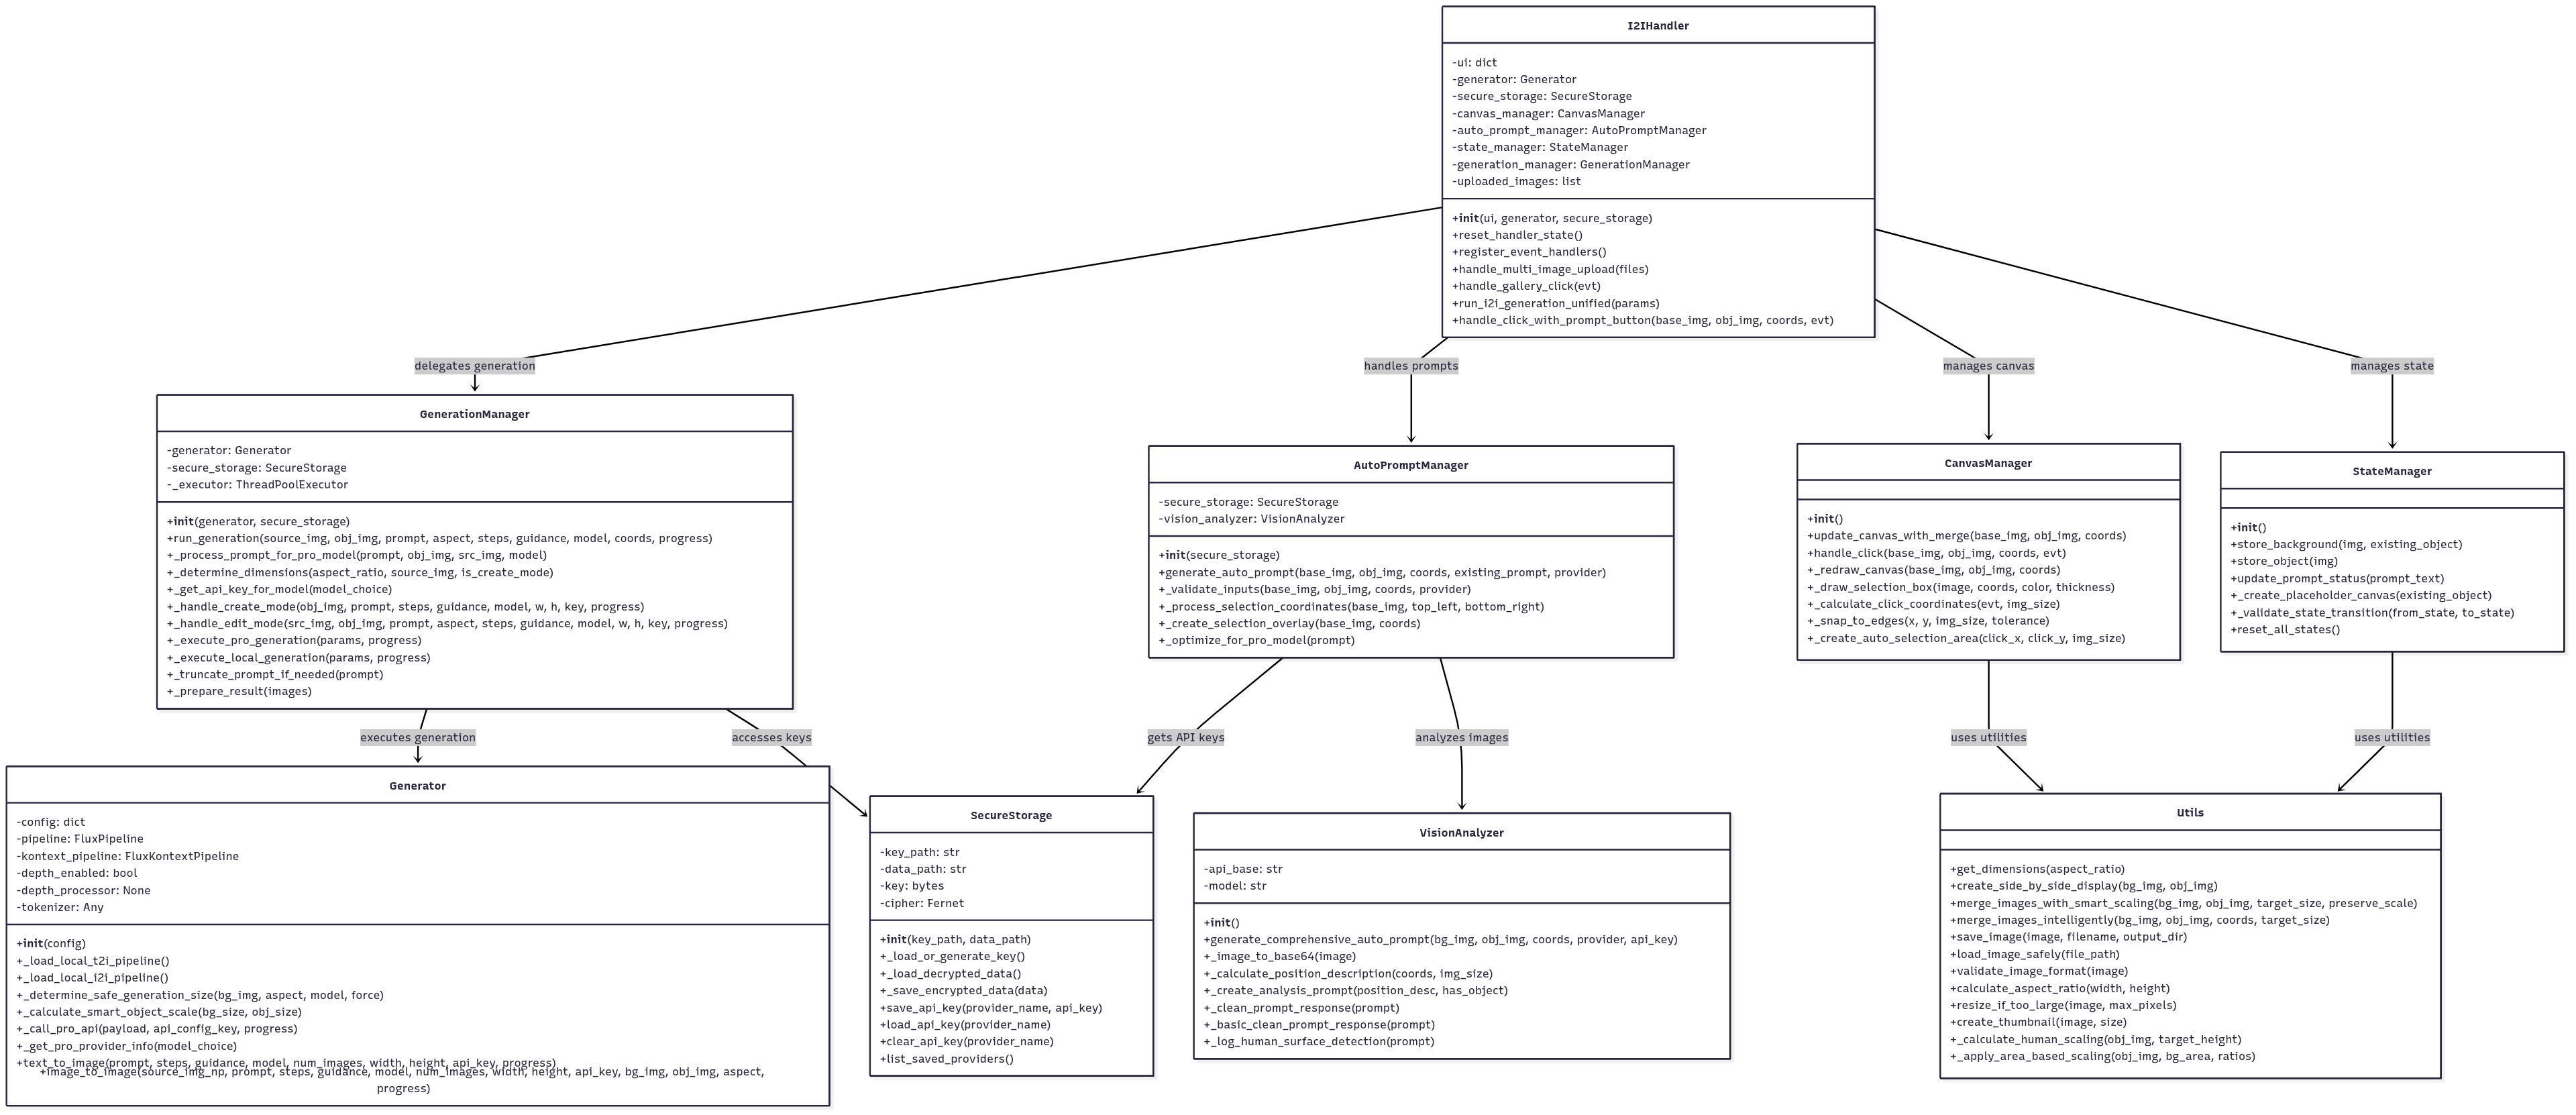 I2IHandler
-ui: dict
-generator: Generator
-secure_storage: SecureStorage
-canvas_manager: CanvasManager
-auto_prompt_manager: AutoPromptManager
-state_manager: StateManager
-generation_manager: GenerationManager
-uploaded_images: list
+init(ui, generator, secure_storage)
+reset_handler_state()
+register_event_handlers()
+handle_multi_image_upload(files)
+handle_gallery_click(evt)
+run_i2i_generation_unified(params)
+handle_click_with_prompt_button(base_img, obj_img, coords, evt)
delegates generation
handles prompts
manages canvas
manages state
GenerationManager
-generator: Generator
-secure_storage: SecureStorage
-_executor: ThreadPoolExecutor
+init(generator, secure_storage)
+run_generation(source_img, obj_img, prompt, aspect, steps, guidance, model, coords, progress)
+_process_prompt_for_pro_model(prompt, obj_img, src_img, model)
+_determine_dimensions(aspect_ratio, source_img, is_create_mode)
+_get_api_key_for_model(model_choice)
+_handle_create_mode(obj_img, prompt, steps, guidance, model, w, h, key, progress)
+_handle_edit_mode(src_img, obj_img, prompt, aspect, steps, guidance, model, w, h, key, progress)
+_execute_pro_generation(params, progress)
+_execute_local_generation(params, progress)
+_truncate_prompt_if_needed(prompt)
+_prepare_result(images)
AutoPromptManager
-secure_storage: SecureStorage
-vision_analyzer: VisionAnalyzer
+init(secure_storage)
+generate_auto_prompt(base_img, obj_img, coords, existing_prompt, provider)
+_validate_inputs(base_img, obj_img, coords, provider)
+_process_selection_coordinates(base_img, top_left, bottom_right)
+_create_selection_overlay(base_img, coords)
+_optimize_for_pro_model(prompt)
CanvasManager
+init()
+update_canvas_with_merge(base_img, obj_img, coords)
+handle_click(base_img, obj_img, coords, evt)
+_redraw_canvas(base_img, obj_img, coords)
+_draw_selection_box(image, coords, color, thickness)
+_calculate_click_coordinates(evt, img_size)
+_snap_to_edges(x, y, img_size, tolerance)
+_create_auto_selection_area(click_x, click_y, img_size)
StateManager
+init()
+store_background(img, existing_object)
+store_object(img)
+update_prompt_status(prompt_text)
+_create_placeholder_canvas(existing_object)
+_validate_state_transition(from_state, to_state)
+reset_all_states()
executes generation
accesses keys
gets API keys
analyzes images
uses utilities
uses utilities
Generator
-config: dict
-pipeline: FluxPipeline
-kontext_pipeline: FluxKontextPipeline
-depth_enabled: bool
-depth_processor: None
-tokenizer: Any
+init(config)
+_load_local_t2i_pipeline()
+_load_local_i2i_pipeline()
+_determine_safe_generation_size(bg_img, aspect, model, force)
+_calculate_smart_object_scale(bg_size, obj_size)
+_call_pro_api(payload, api_config_key, progress)
+_get_pro_provider_info(model_choice)
+text_to_image(prompt, steps, guidance, model, num_images, width, height, api_key, progress)
+image_to_image(source_img_np, prompt, steps, guidance, model, num_images, width, height, api_key, bg_img, obj_img, aspect,
progress)
SecureStorage
-key_path: str
-data_path: str
-key: bytes
-cipher: Fernet
+init(key_path, data_path)
+_load_or_generate_key()
+_load_decrypted_data()
+_save_encrypted_data(data)
+save_api_key(provider_name, api_key)
+load_api_key(provider_name)
+clear_api_key(provider_name)
+list_saved_providers()
VisionAnalyzer
-api_base: str
-model: str
+init()
+generate_comprehensive_auto_prompt(bg_img, obj_img, coords, provider, api_key)
+_image_to_base64(image)
+_calculate_position_description(coords, img_size)
+_create_analysis_prompt(position_desc, has_object)
+_clean_prompt_response(prompt)
+_basic_clean_prompt_response(prompt)
+_log_human_surface_detection(prompt)
Utils
+get_dimensions(aspect_ratio)
+create_side_by_side_display(bg_img, obj_img)
+merge_images_with_smart_scaling(bg_img, obj_img, target_size, preserve_scale)
+merge_images_intelligently(bg_img, obj_img, coords, target_size)
+save_image(image, filename, output_dir)
+load_image_safely(file_path)
+validate_image_format(image)
+calculate_aspect_ratio(width, height)
+resize_if_too_large(image, max_pixels)
+create_thumbnail(image, size)
+_calculate_human_scaling(obj_img, target_height)
+_apply_area_based_scaling(obj_img, bg_area, ratios)